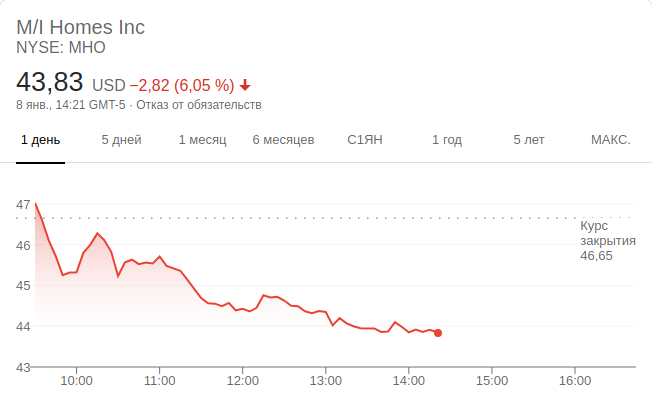 M/I Homes Inc
NYSE: MHO
43,83 USD −2,82 (6,05 %)
8 янв., 14:21 GMT-5 · Отказ от обязательств
1 день 5 дней 1 месяц 6 месяцев С1ЯН 1 год 5 лет МАКС.
47
Курс
закрытия
46,65
46
45
44
43
10:00 11:00 12:00 13:00 14:00 15:00 16:00